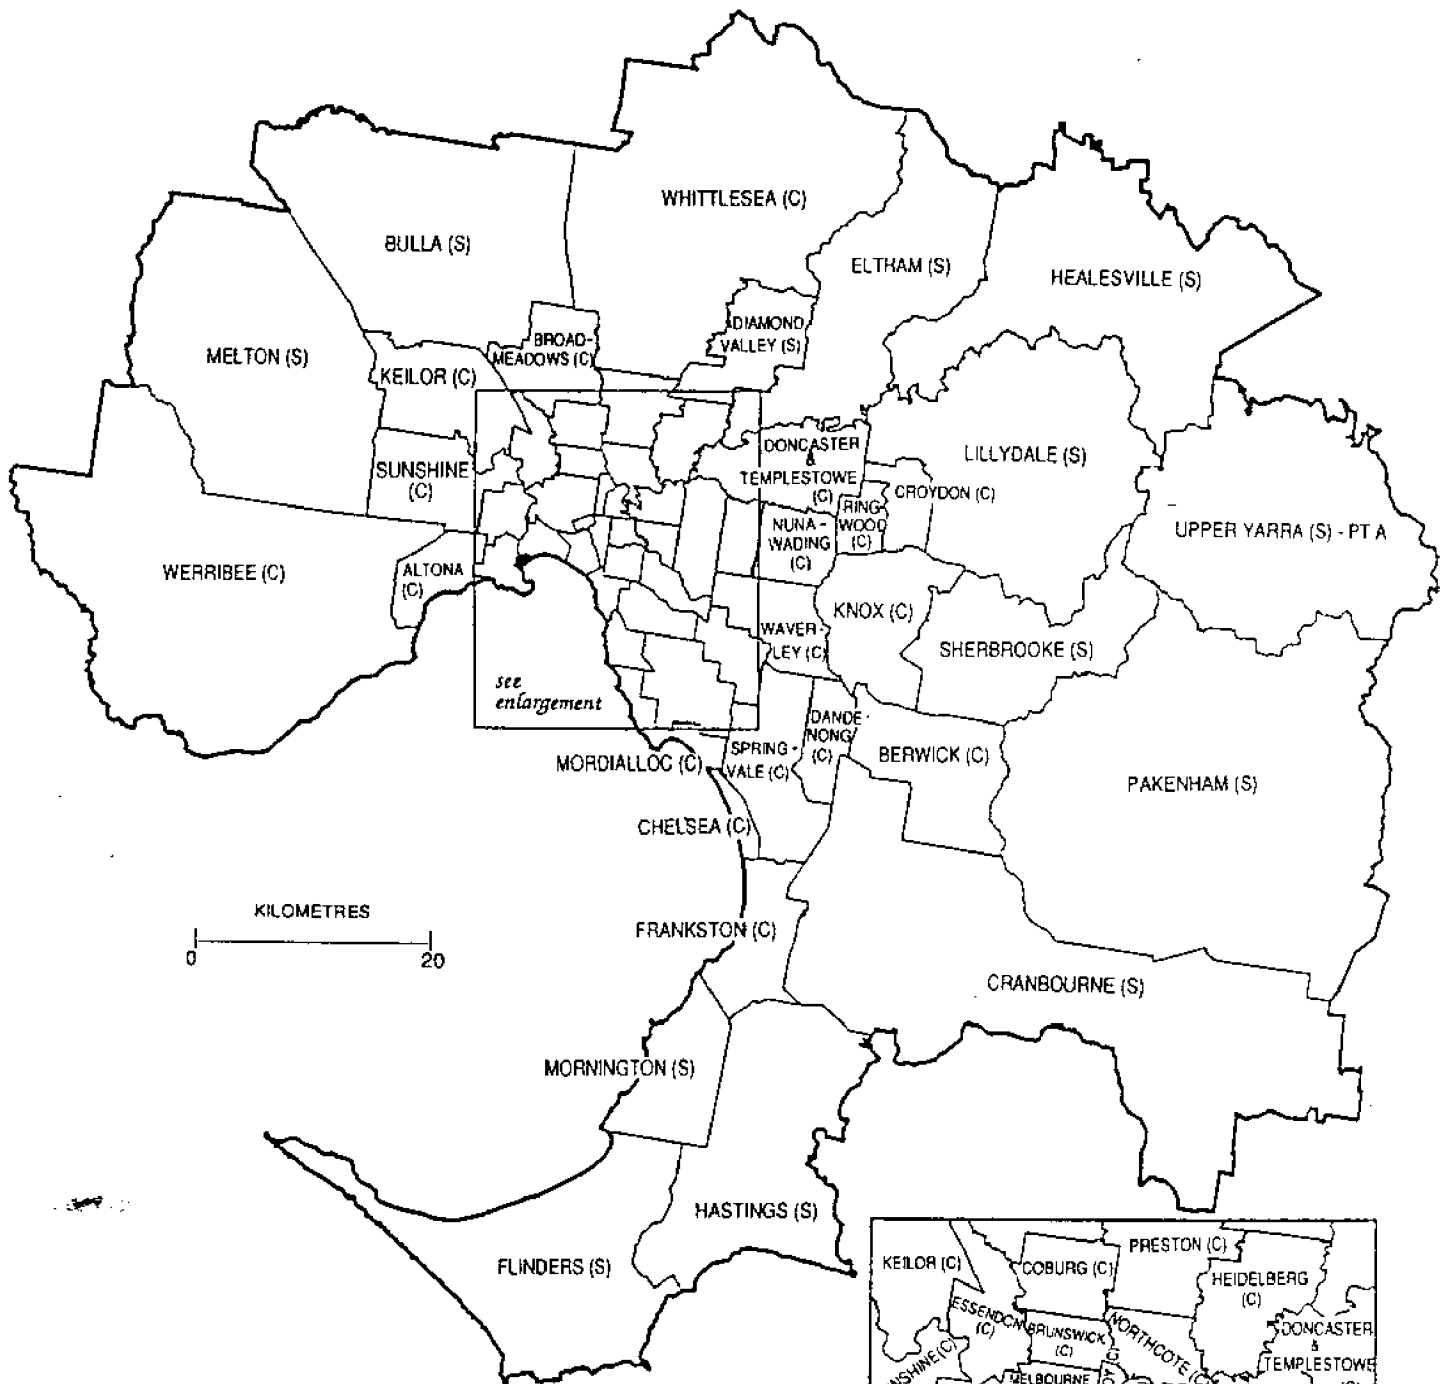 WHITTLESEA (C)
BULLA (S)
ELTHAM (S)
HEALESVILLE (S)
DIAMOND
VALLEY (S)
BROAD-
MEADOWS (C)
MELTON (S)
KEILOR (C)
DONCASTER
&
TEMPLESTOWE
(C)
LILLYDALE (S)
SUNSHINE
(C)
CROYDON (C)
RING-
WOOD
(C)
NUNA-
WADING
(C)
UPPER YARRA (S) - PT A
WERRIBEE (C)
ALTONA
(C)
KNOX (C)
WAVER-
LEY (C)
SHERBROOKE (S)
see
enlargement
DANDE-
NONG
(C)
SPRING-
VALE (C)
BERWICK (C)
MORDIALLOC (C)
PAKENHAM (S)
CHELSEA (C)
KILOMETRES
0 20
FRANKSTON (C)
CRANBOURNE (S)
MORNINGTON (S)
HASTINGS (S)
FLINDERS (S)
KEILOR (C)
COBURG (C)
PRESTON (C)
HEIDELBERG
(C)
ESSENDON
(C)
BRUNSWICK
(C)
NORTHCOTE (C)
DONCASTER
&
TEMPLESTOWE
NSHINE (C)
MELBOURNE